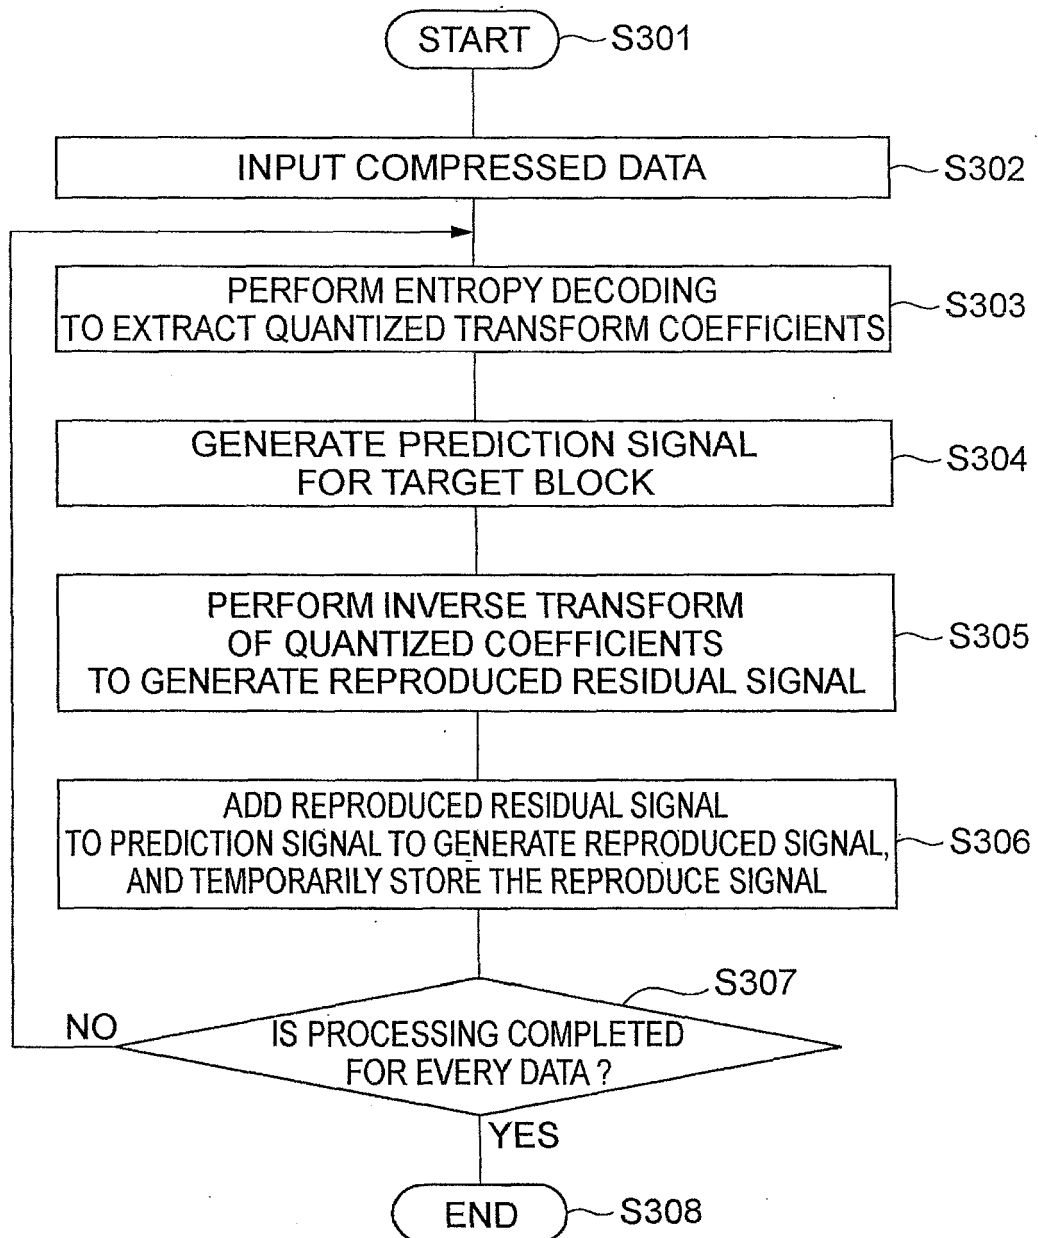 START
S301
INPUT COMPRESSED DATA
S302
PERFORM ENTROPY DECODING
TO EXTRACT QUANTIZED TRANSFORM COEFFICIENTS
S303
GENERATE PREDICTION SIGNAL
FOR TARGET BLOCK
S304
PERFORM INVERSE TRANSFORM
OF QUANTIZED COEFFICIENTS
TO GENERATE REPRODUCED RESIDUAL SIGNAL
S305
ADD REPRODUCED RESIDUAL SIGNAL
TO PREDICTION SIGNAL TO GENERATE REPRODUCED SIGNAL,
AND TEMPORARILY STORE THE REPRODUCE SIGNAL
S306
S307
NO
IS PROCESSING COMPLETED
FOR EVERY DATA ?
YES
END
S308